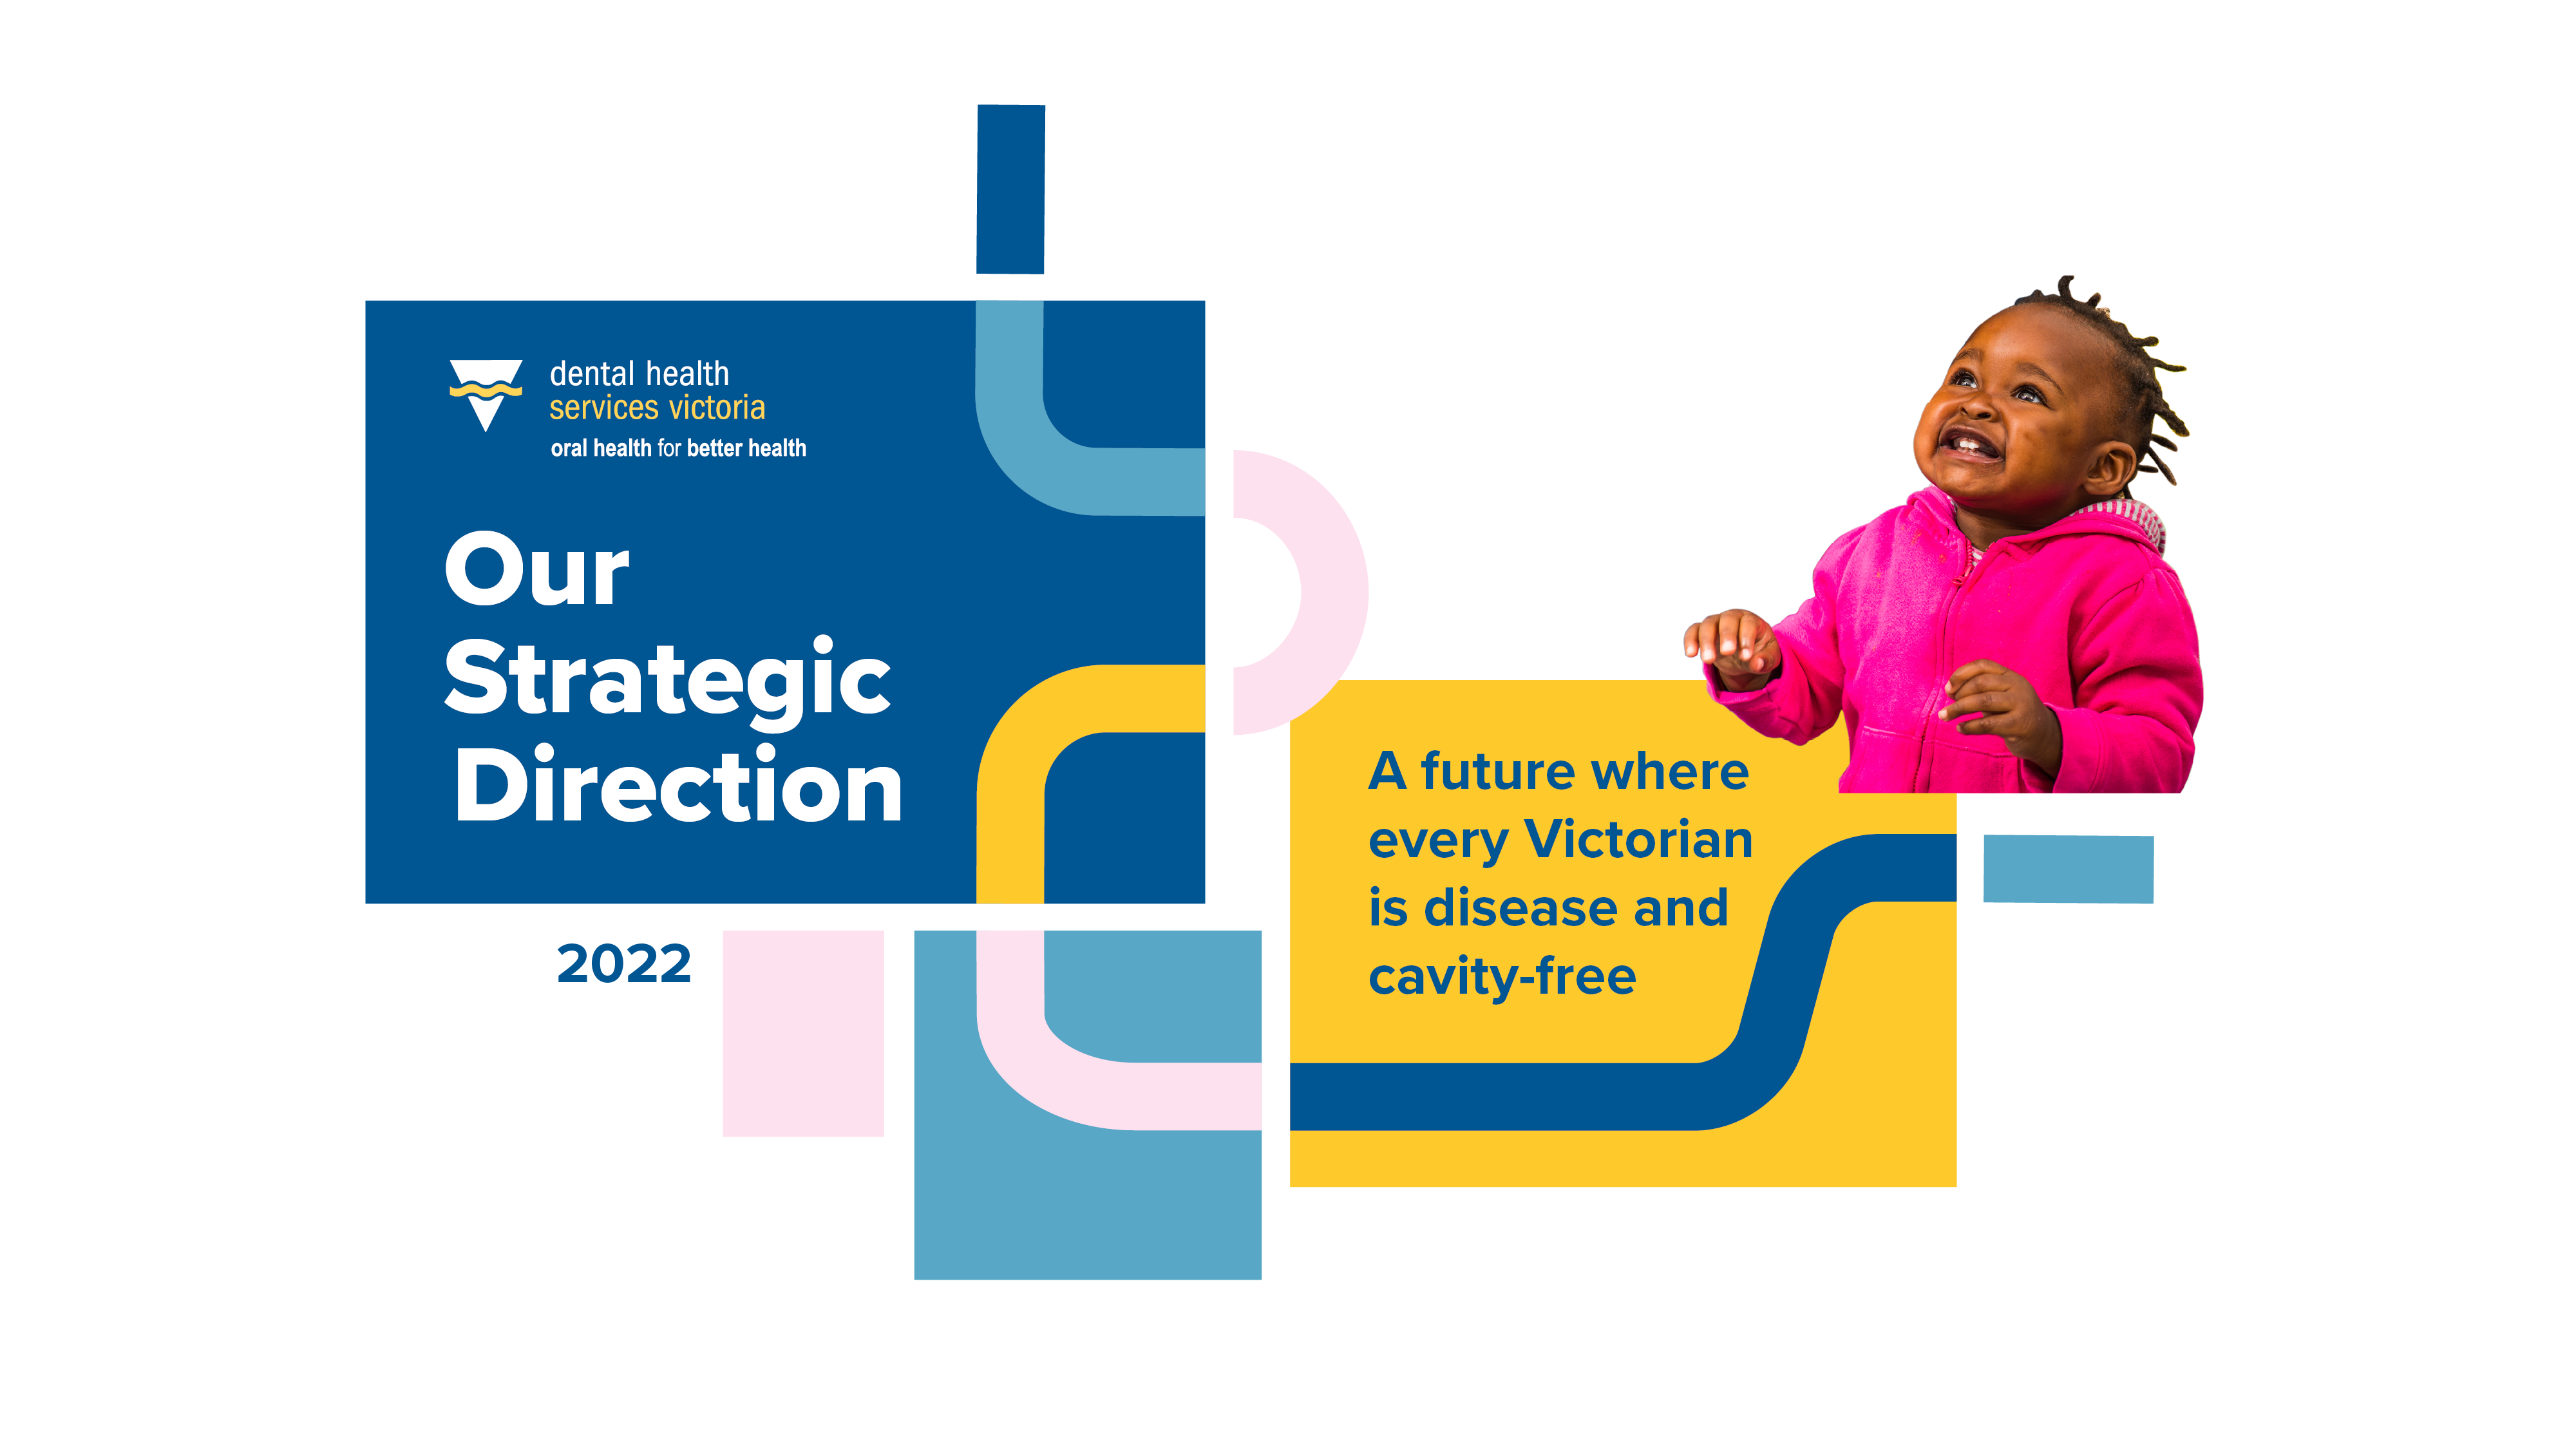 dental health
services victoria
oral health for better health
Our
Strategic
Direction
2022
A future where
every Victorian
is disease and
cavity-free